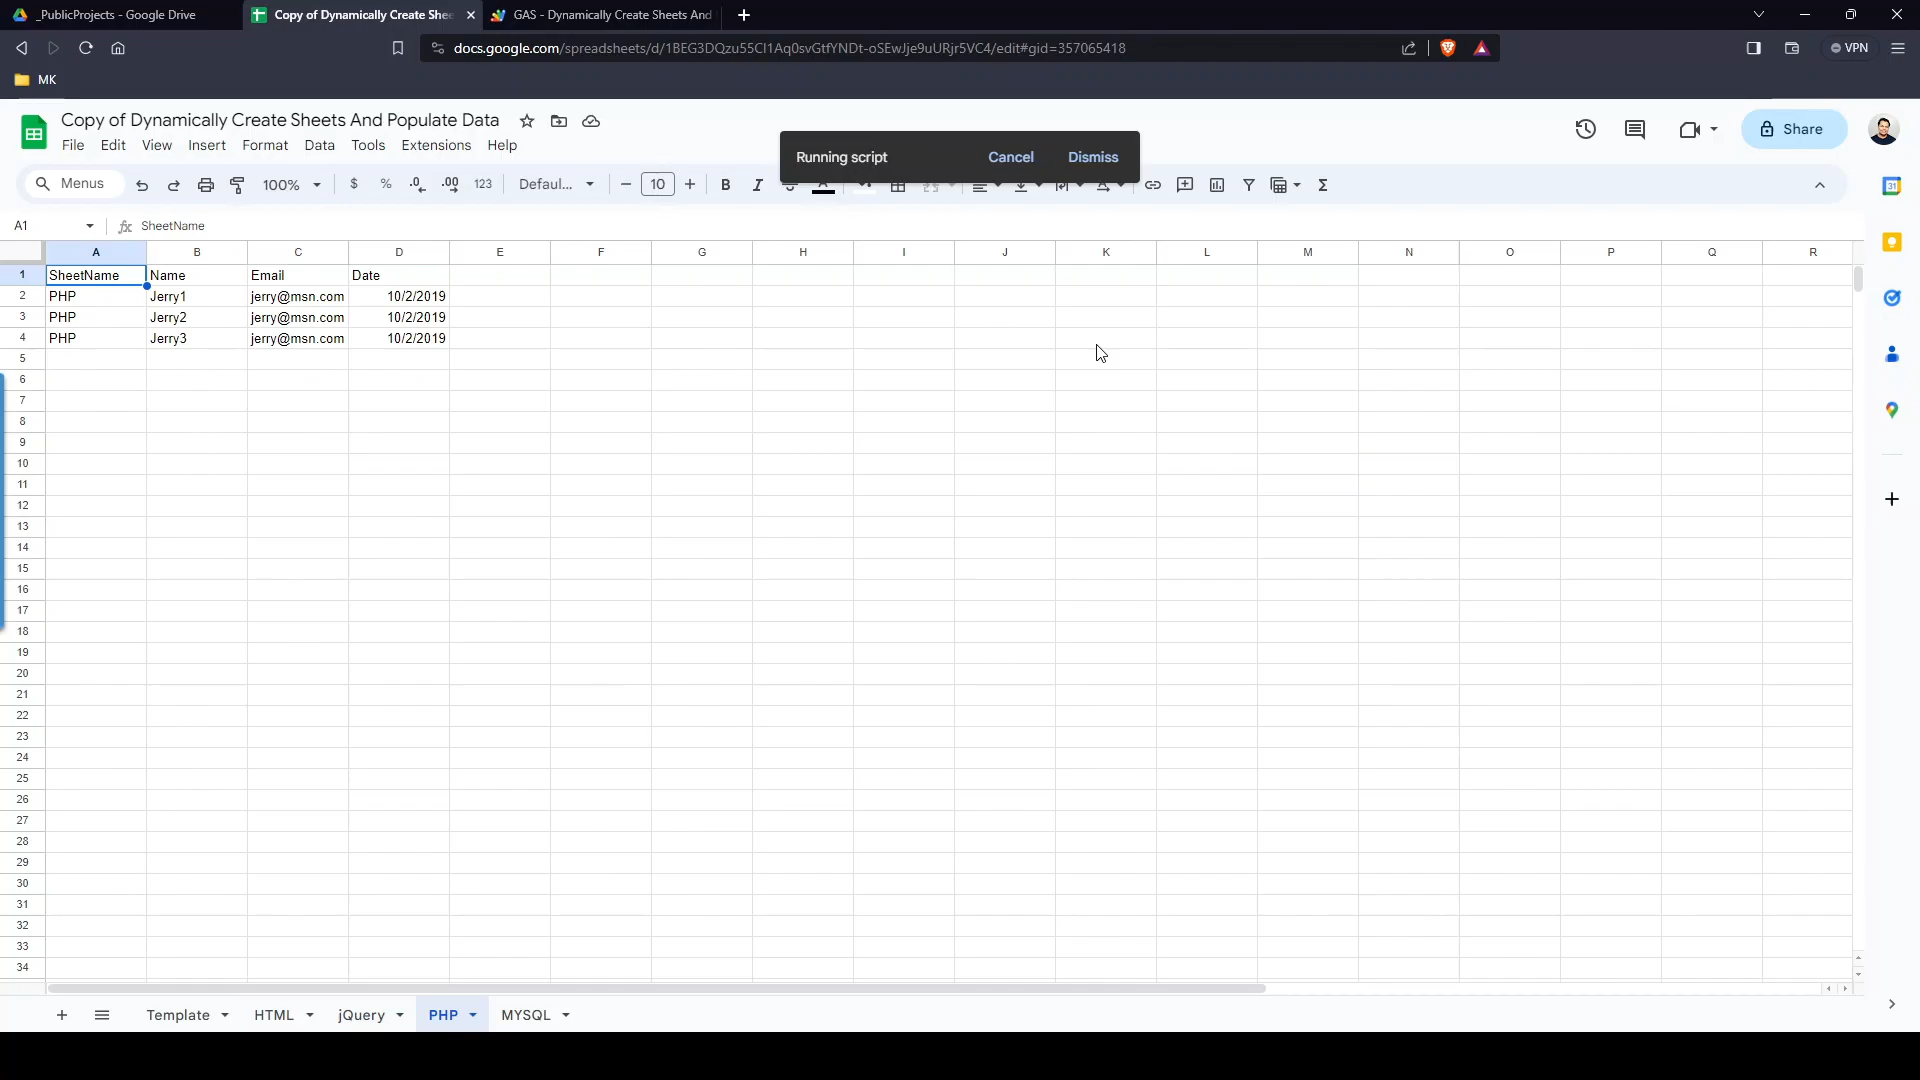 _PublicProjects - Google Drive
Copy of Dynamically Create She
GAS - Dynamically Create Sheets And
docs.google.com/spreadsheets/d/1BEG3DQzu55CI1Aq0svGtfYNDt-oSEwJje9uURjr5VC4/edit#gid=357065418
VPN
MK
Copy of Dynamically Create Sheets And Populate Data
File Edit View Insert Format Data Tools Extensions Help
Running script Cancel Dismiss
Share
Menus 100% $ % .0 .00 123 Defaul... 10 B I A Σ
31
A1 fx SheetName
A B C D E F G H I J K L M N O P Q R
1 SheetName Name Email Date
2 PHP Jerry1 jerry@msn.com 10/2/2019
3 PHP Jerry2 jerry@msn.com 10/2/2019
4 PHP Jerry3 jerry@msn.com 10/2/2019
5
6
7
8
9
10
11
12
13
14
15
16
17
18
19
20
21
22
23
24
25
26
27
28
29
30
31
32
33
34
Template HTML jQuery PHP MYSQL